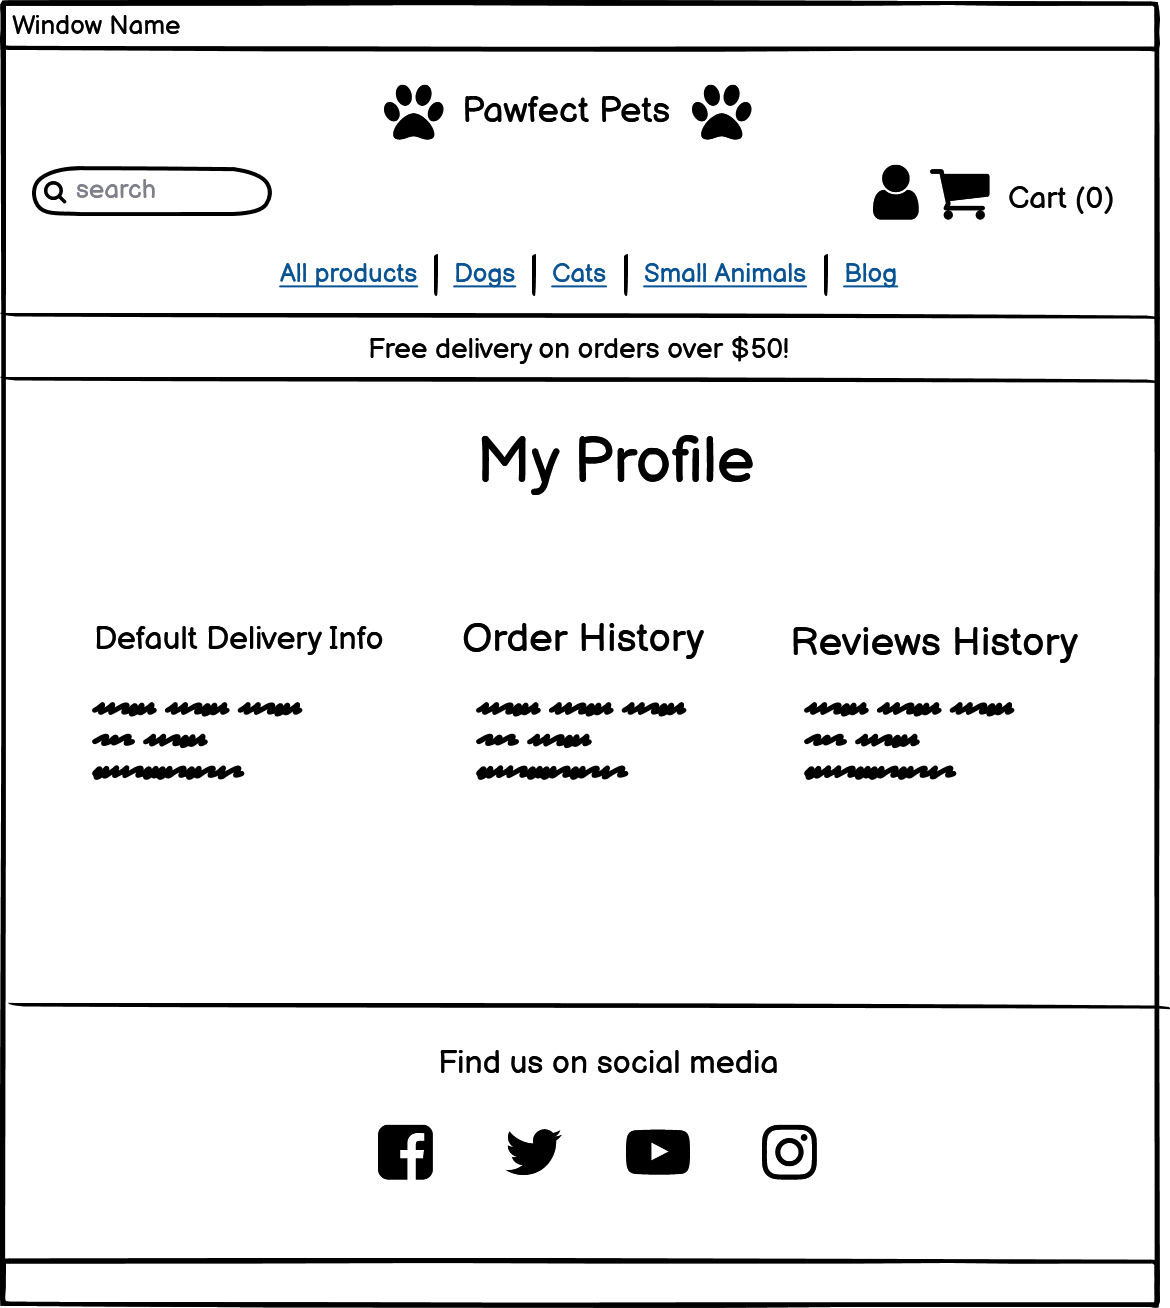 Window Name
Pawfect Pets
search
Cart (0)
All products Dogs Cats Small Animals Blog
Free delivery on orders over $50!
My Profile
Default Delivery Info Order History Reviews History
Find us on social media